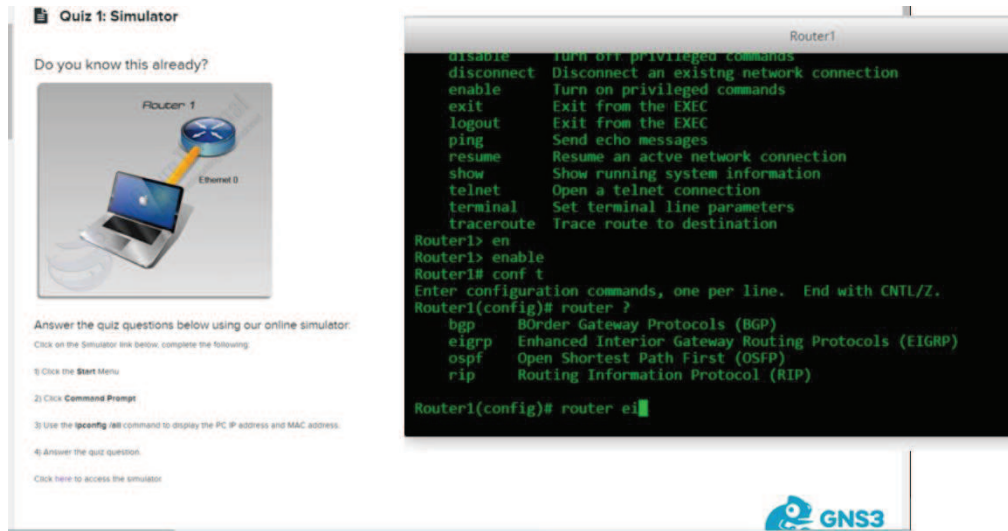 Quiz 1: Simulator
Do you know this already?
Router 1
Ethernet 0
Answer the quiz questions below using our online simulator:
Click on the Simulator link below, complete the following:
1) Click the Start Menu
2) Click Command Prompt
3) Use the ipconfig /all command to display the PC IP address and MAC address.
4) Answer the quiz question.
Click here to access the simulator
Router1
disable Turn off privileged commands
disconnect Disconnect an existng network connection
enable Turn on privileged commands
exit Exit from the EXEC
logout Exit from the EXEC
ping Send echo messages
resume Resume an actve network connection
show Show running system information
telnet Open a telnet connection
terminal Set terminal line parameters
traceroute Trace route to destination
Router1> en
Router1> enable
Router1# conf t
Enter configuration commands, one per line. End with CNTL/Z.
Router1(config)# router ?
bgp BOrder Gateway Protocols (BGP)
eigrp Enhanced Interior Gateway Routing Protocols (EIGRP)
ospf Open Shortest Path First (OSFP)
rip Routing Information Protocol (RIP)
Router1(config)# router ei
GNS3